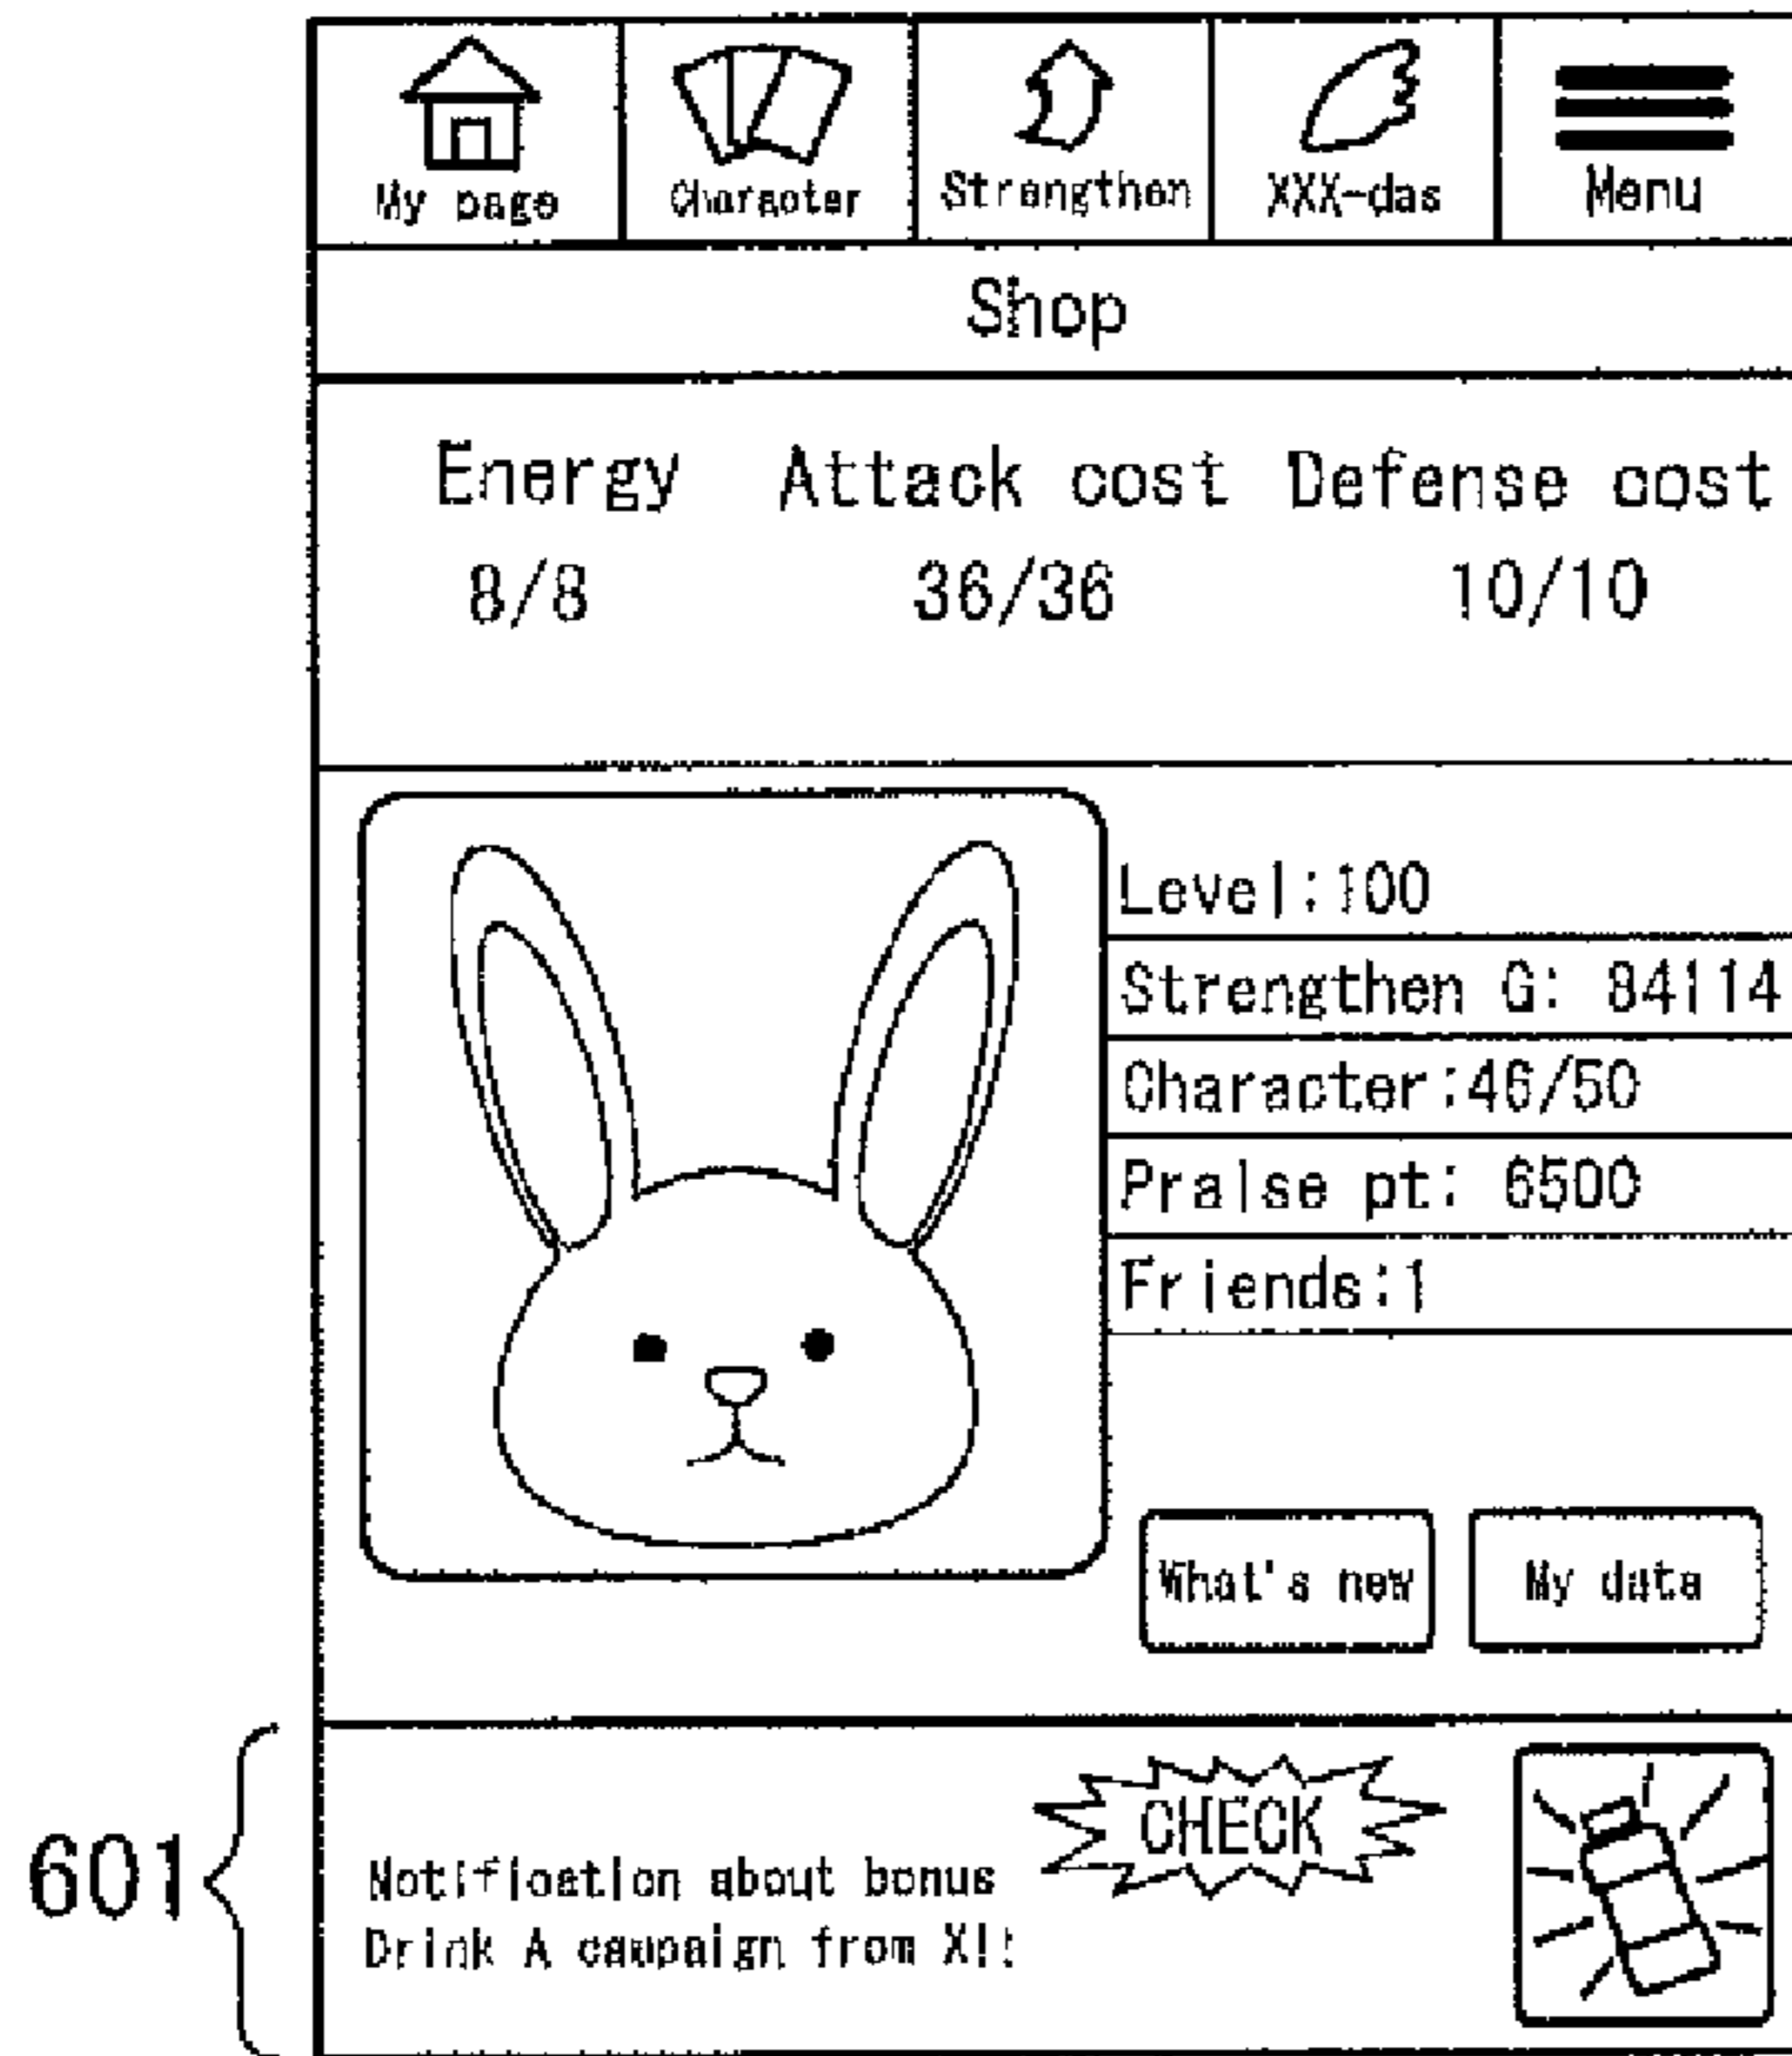 My page Character Strengthen XXX-das Menu
Shop
Energy Attack cost Defense cost
8/8 36/36 10/10
Level:100
Strengthen G: 84114
Character:46/50
Praise pt: 6500
Friends:1
What's new My data
CHECK
601
Notification about bonus
Drink A campaign from X!!